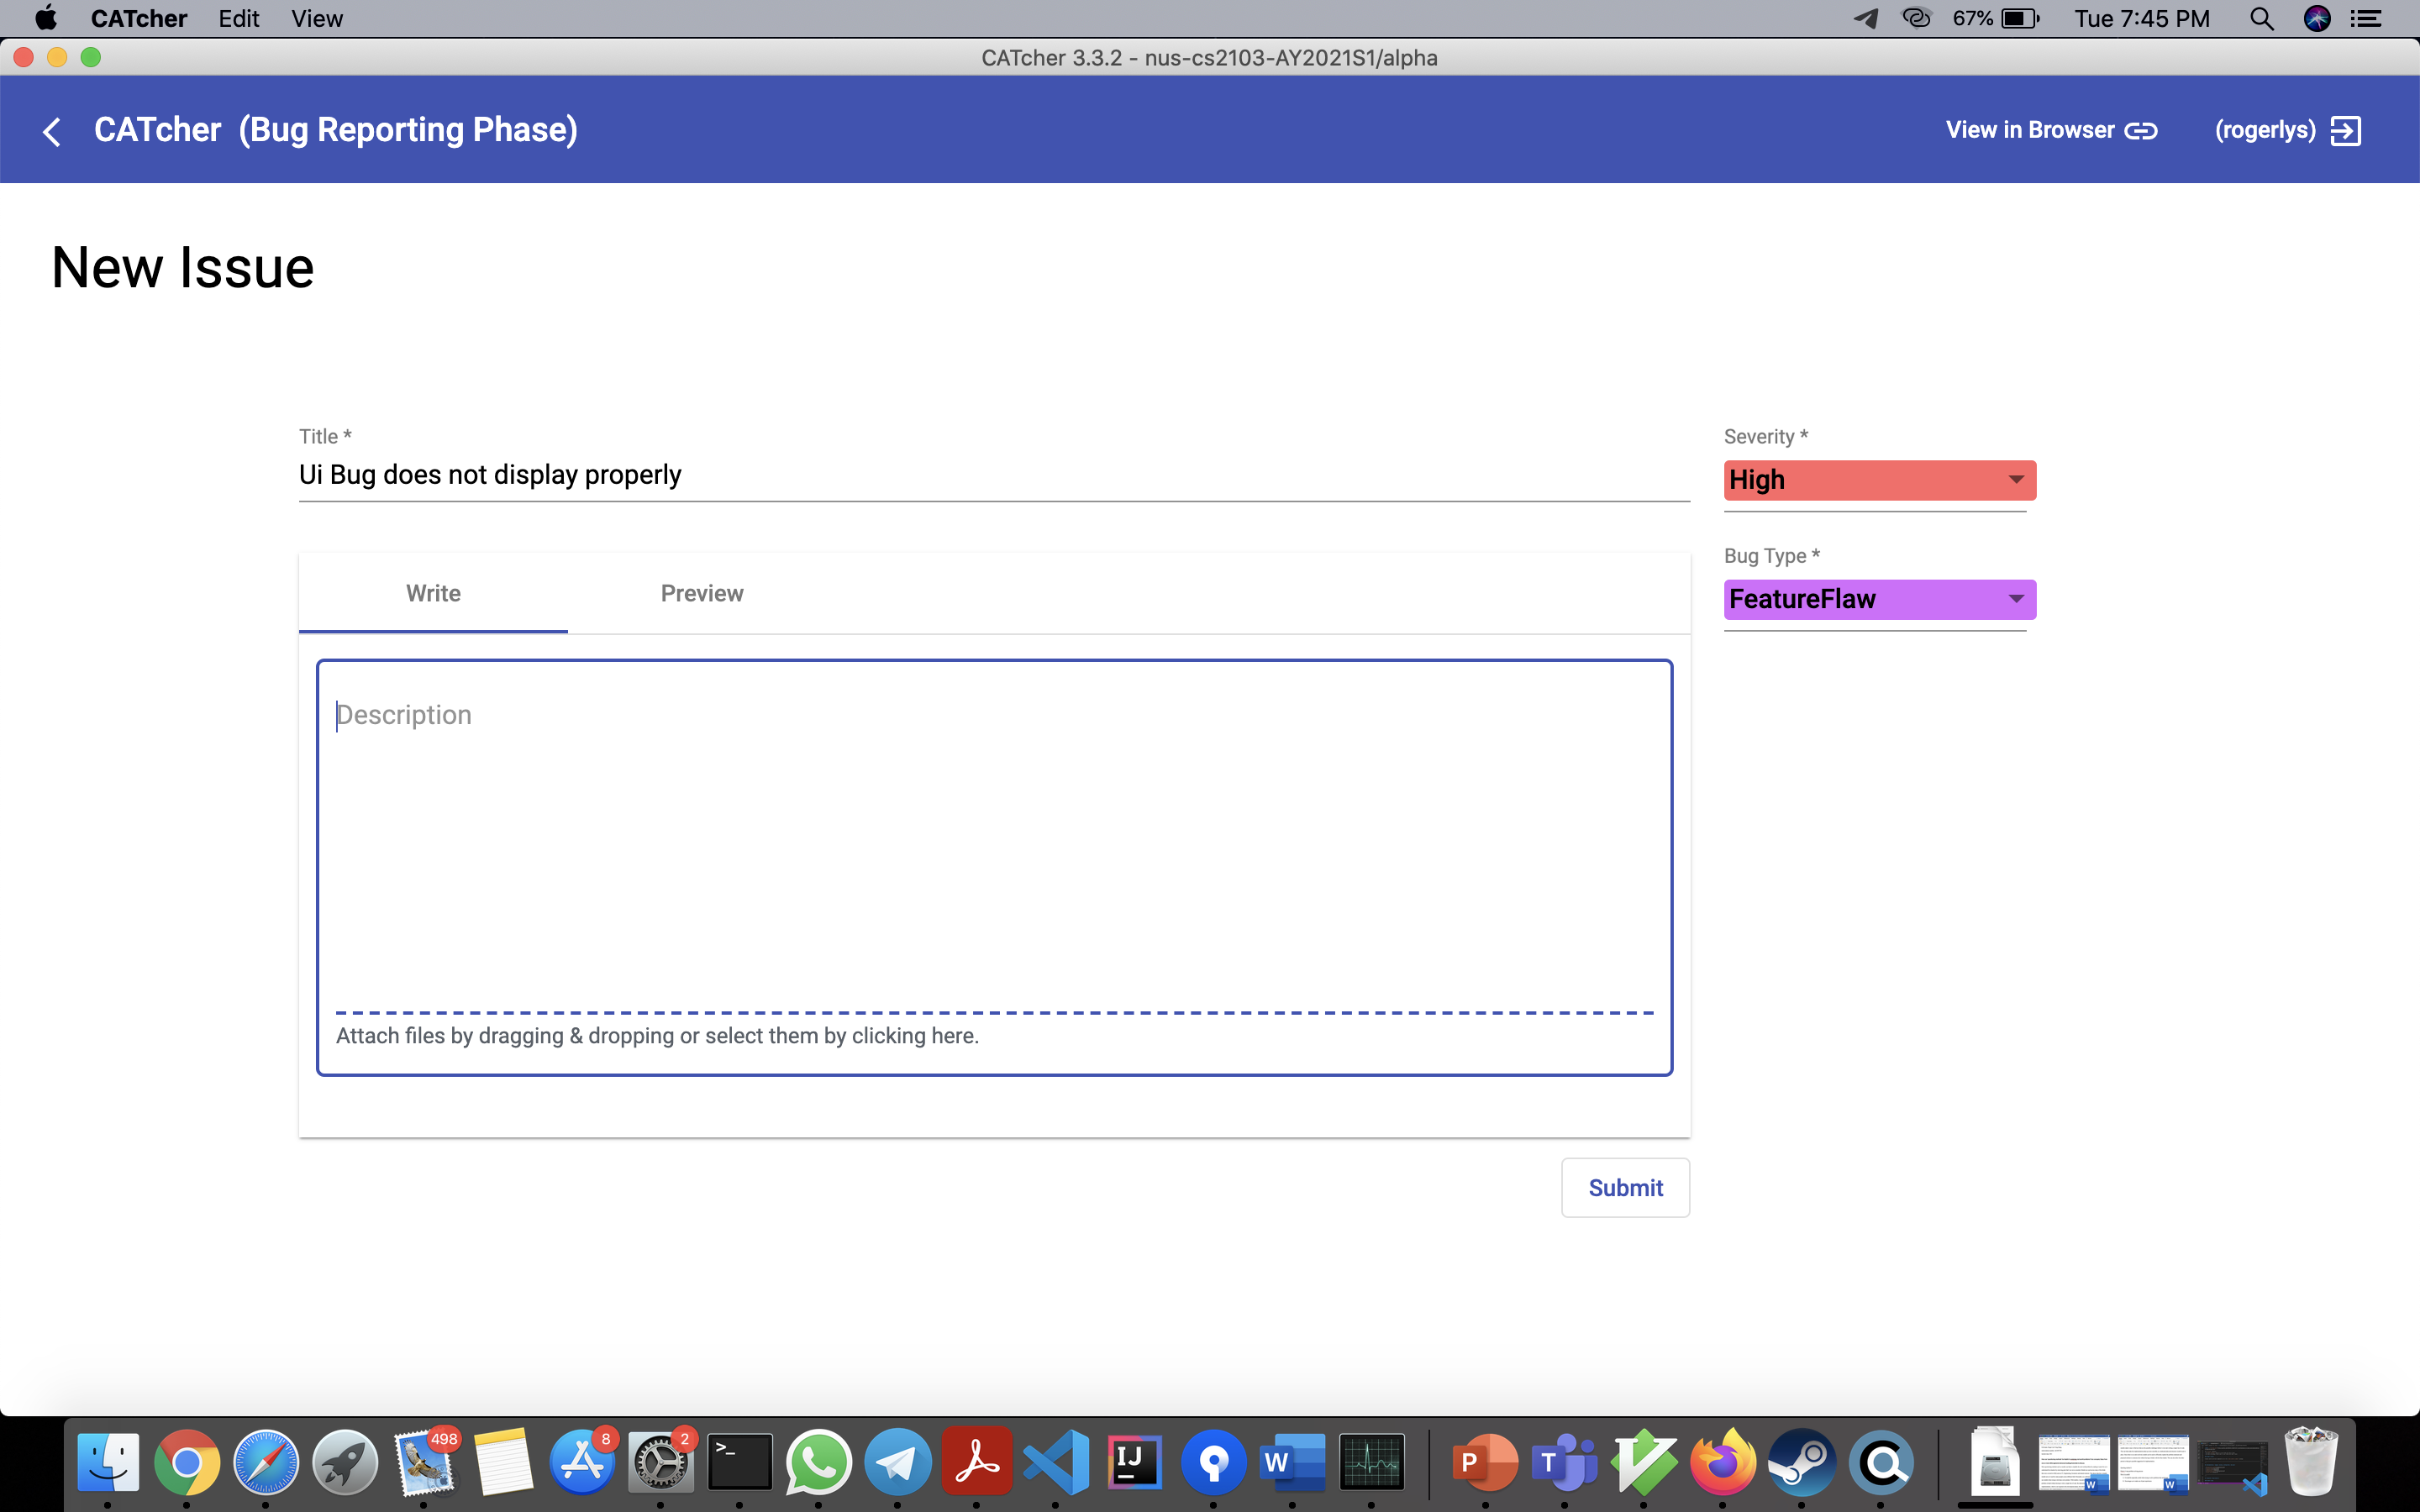 CATcher Edit View 67% Tue 7:45 PM
CATcher 3.3.2 - nus-cs2103-AY2021S1/alpha
CATcher (Bug Reporting Phase) View in Browser (rogerlys)
New Issue
Title *
Ui Bug does not display properly
Severity *
High
Bug Type *
FeatureFlaw
Write Preview
Description
Attach files by dragging & dropping or select them by clicking here.
Submit
498 8 2
>_ IJ W P T